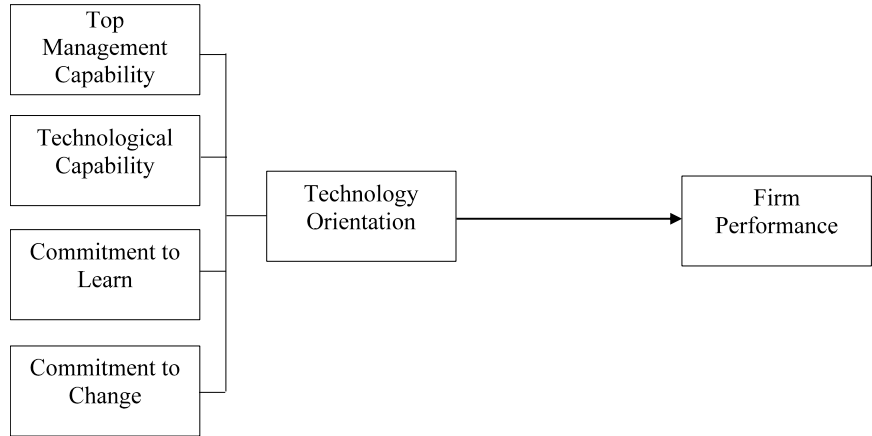 Top
Management
Capability
Technological
Capability
Commitment to
Learn
Commitment to
Change
Technology
Orientation
Firm
Performance